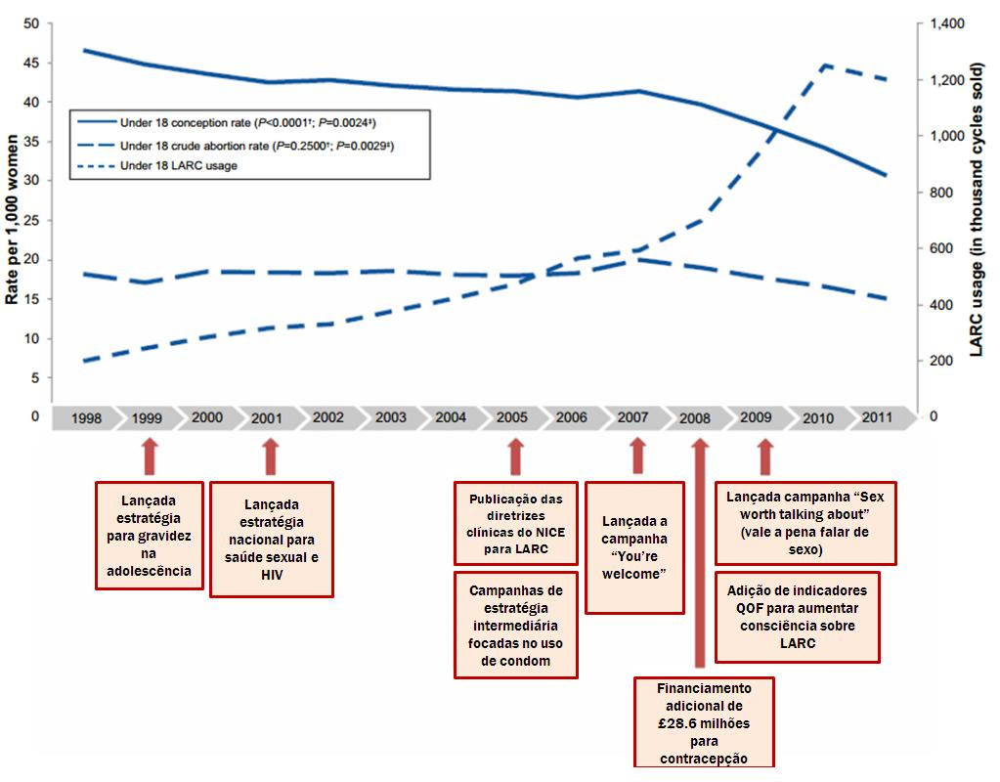 50
45
40
35
30
25
20
15
10
5
0
Rate per 1,000 women
1,400
1,200
1,000
800
600
400
200
0
LARC usage (in thousand cycles sold)
Under 18 conception rate (P<0.0001†; P=0.0024‡)
Under 18 crude abortion rate (P=0.2500†; P=0.0029‡)
Under 18 LARC usage
1998 1999 2000 2001 2002 2003 2004 2005 2006 2007 2008 2009 2010 2011
Lançada
estratégia
para gravidez
na
adolescência
Lançada
estratégia
nacional para
saúde sexual e
HIV
Publicação das
diretrizes
clínicas do NICE
para LARC
Campanhas de
estratégia
intermediária
focadas no uso
de condom
Lançada a
campanha
“You’re
welcome”
Financiamento
adicional de
£28.6 milhões
para
contracepção
Lançada campanha “Sex
worth talking about”
(vale a pena falar de
sexo)
Adição de indicadores
QOF para aumentar
consciência sobre
LARC